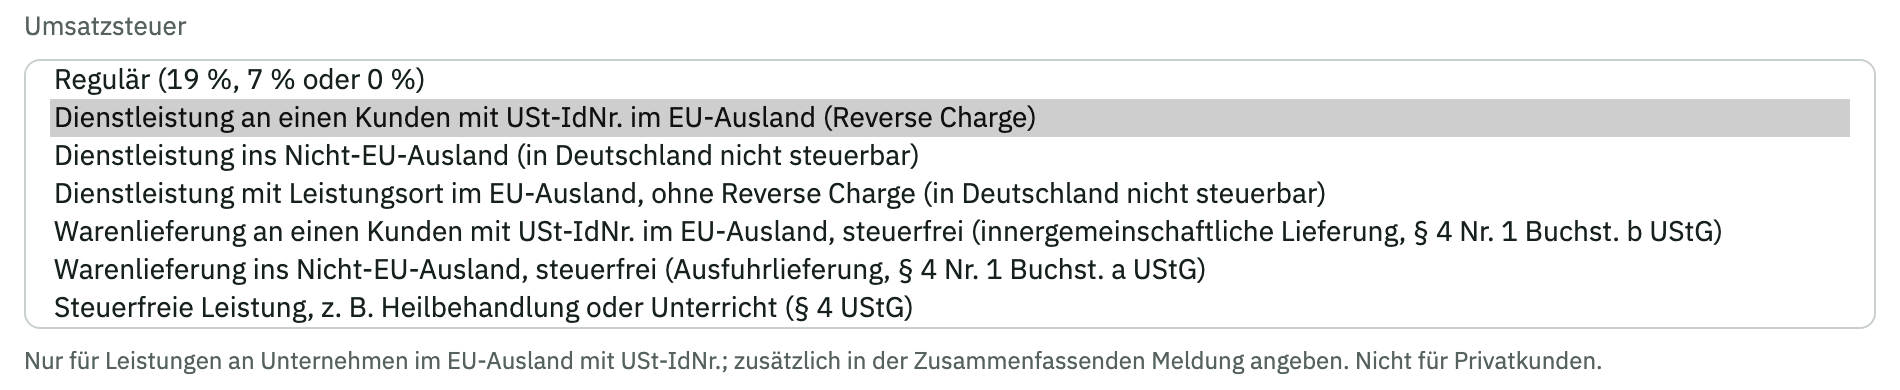 Umsatzsteuer
Regulär (19 %, 7 % oder 0 %)
Dienstleistung an einen Kunden mit USt-IdNr. im EU-Ausland (Reverse Charge)
Dienstleistung ins Nicht-EU-Ausland (in Deutschland nicht steuerbar)
Dienstleistung mit Leistungsort im EU-Ausland, ohne Reverse Charge (in Deutschland nicht steuerbar)
Warenlieferung an einen Kunden mit USt-IdNr. im EU-Ausland, steuerfrei (innergemeinschaftliche Lieferung, § 4 Nr. 1 Buchst. b UStG)
Warenlieferung ins Nicht-EU-Ausland, steuerfrei (Ausfuhrlieferung, § 4 Nr. 1 Buchst. a UStG)
Steuerfreie Leistung, z. B. Heilbehandlung oder Unterricht (§ 4 UStG)
Nur für Leistungen an Unternehmen im EU-Ausland mit USt-IdNr.; zusätzlich in der Zusammenfassenden Meldung angeben. Nicht für Privatkunden.